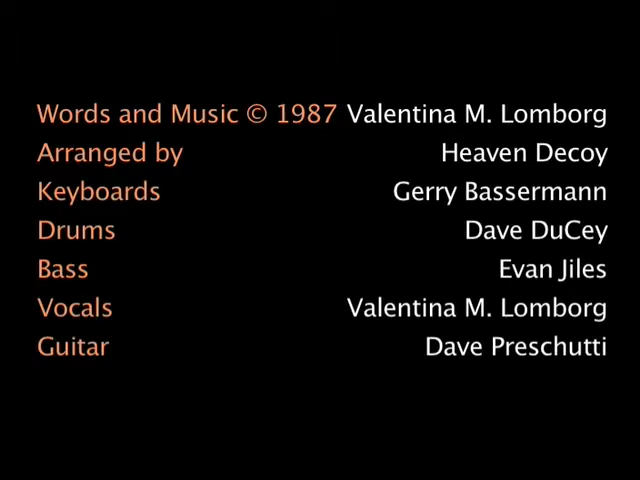 Words and Music © 1987 Valentina M. Lomborg
Arranged by Heaven Decoy
Keyboards Gerry Bassermann
Drums Dave DuCey
Bass Evan Jiles
Vocals Valentina M. Lomborg
Guitar Dave Preschutti